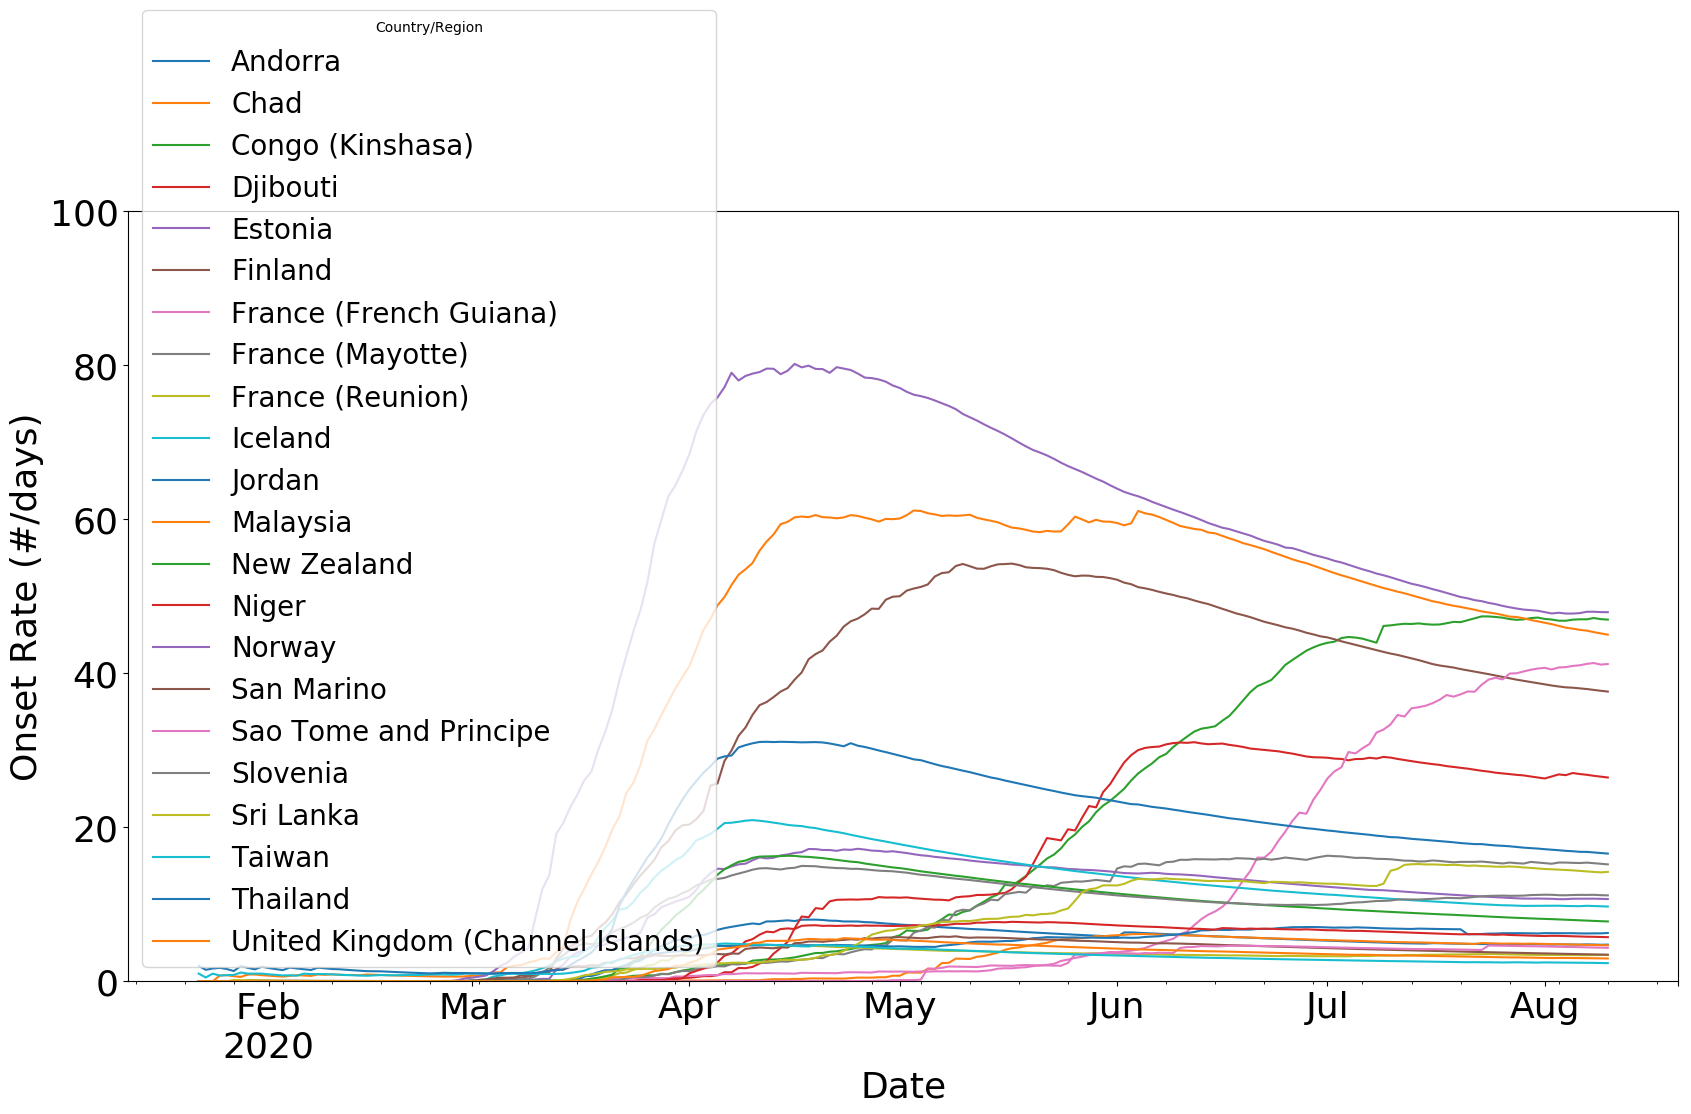 Country/Region
Andorra
Chad
Congo (Kinshasa)
Djibouti
Estonia
Finland
France (French Guiana)
France (Mayotte)
France (Reunion)
Iceland
Jordan
Malaysia
New Zealand
Niger
Norway
San Marino
Sao Tome and Principe
Slovenia
Sri Lanka
Taiwan
Thailand
United Kingdom (Channel Islands)
Onset Rate (#/days)
100
80
60
40
20
0
Feb Mar Apr May Jun Jul Aug
2020
Date